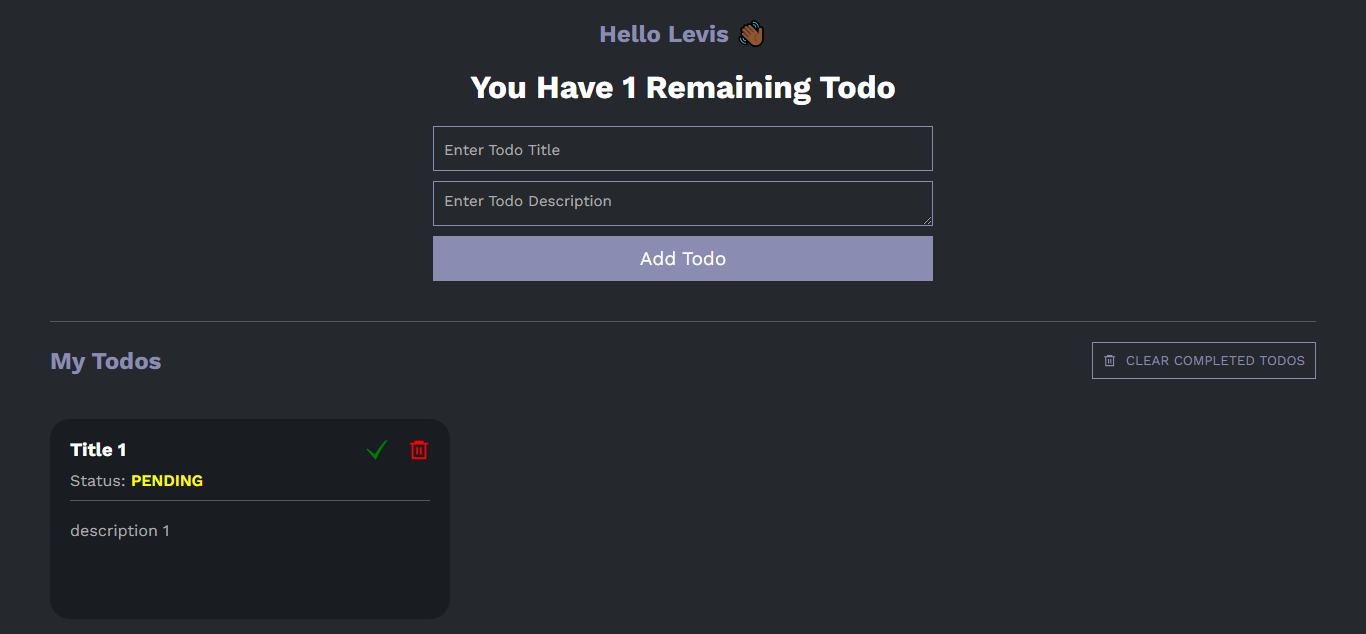 Hello Levis 👋🏾
You Have 1 Remaining Todo
Enter Todo Title
Enter Todo Description
Add Todo
My Todos
CLEAR COMPLETED TODOS
Title 1
Status: PENDING
description 1